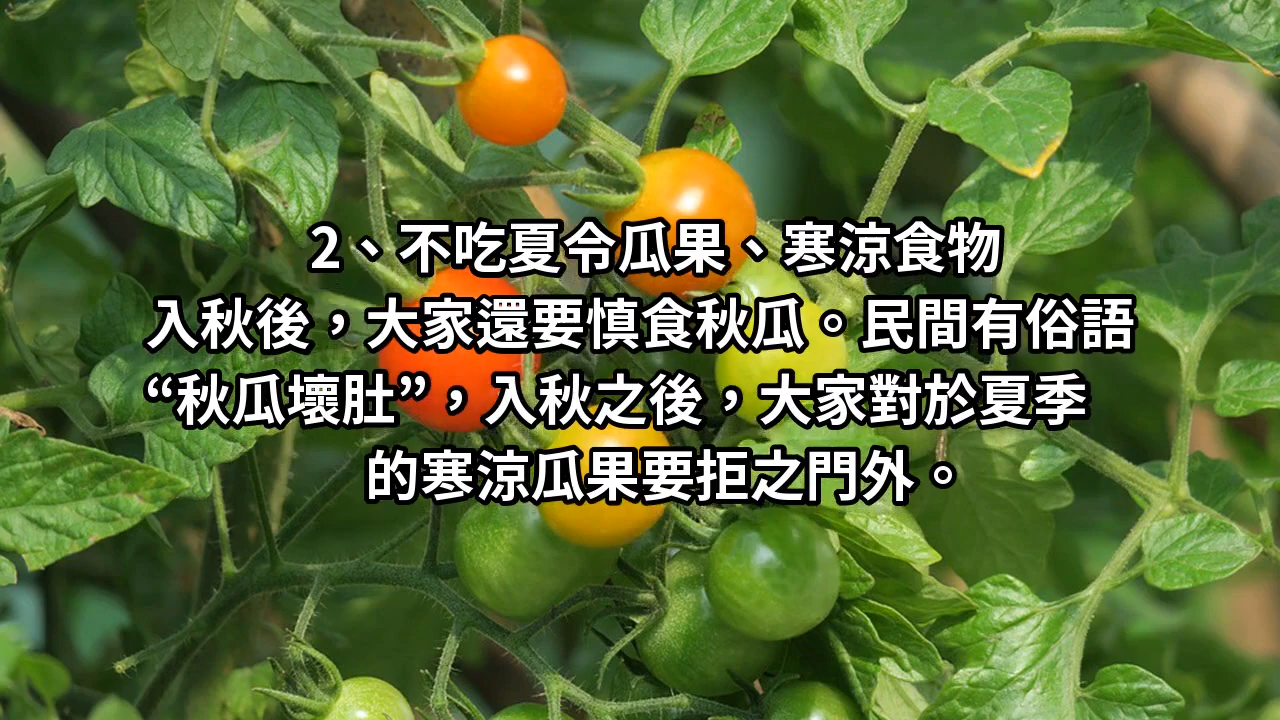 2、不吃夏令瓜果、寒涼食物
入秋後，大家還要慎食秋瓜。民間有俗語
“秋瓜壞肚”，入秋之後，大家對於夏季
的寒涼瓜果要拒之門外。